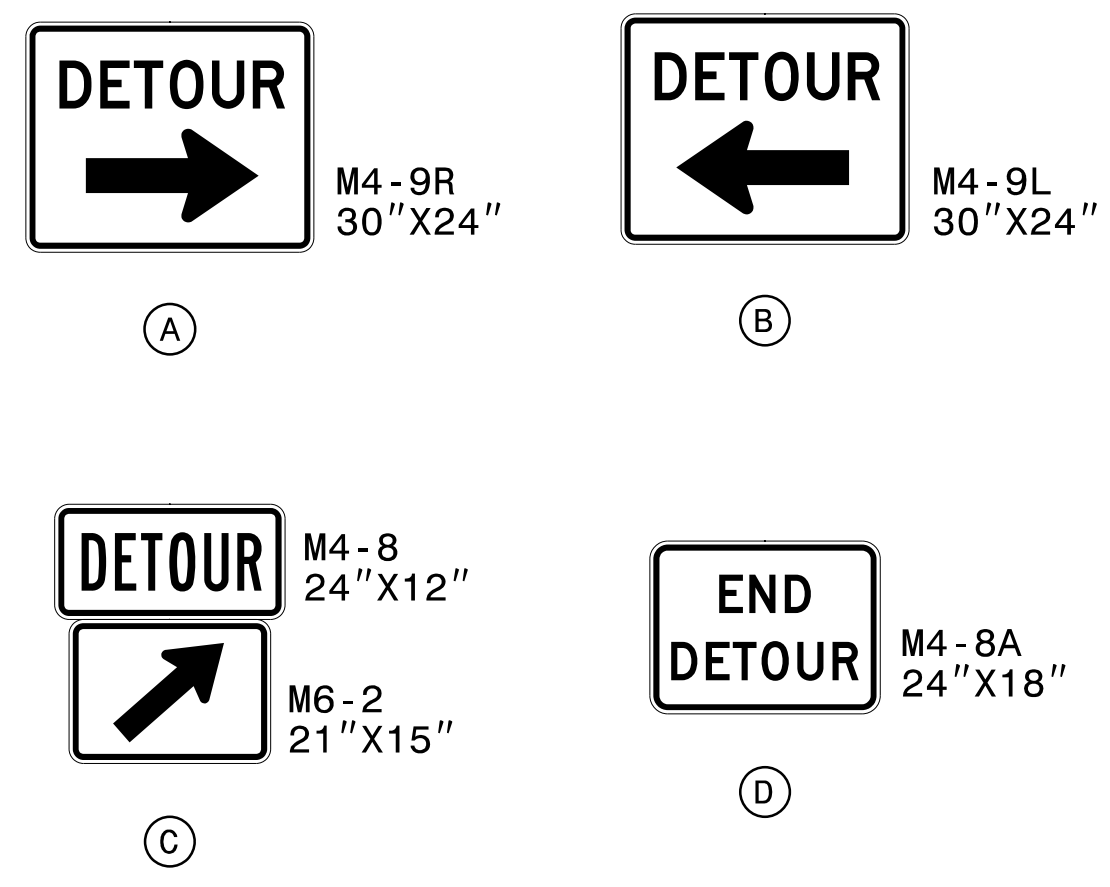 DETOUR
M4-9R
30"X24"
A
DETOUR
M4-9L
30"X24"
B
DETOUR
M4-8
24"X12"
M6-2
21"X15"
C
END
DETOUR
M4-8A
24"X18"
D